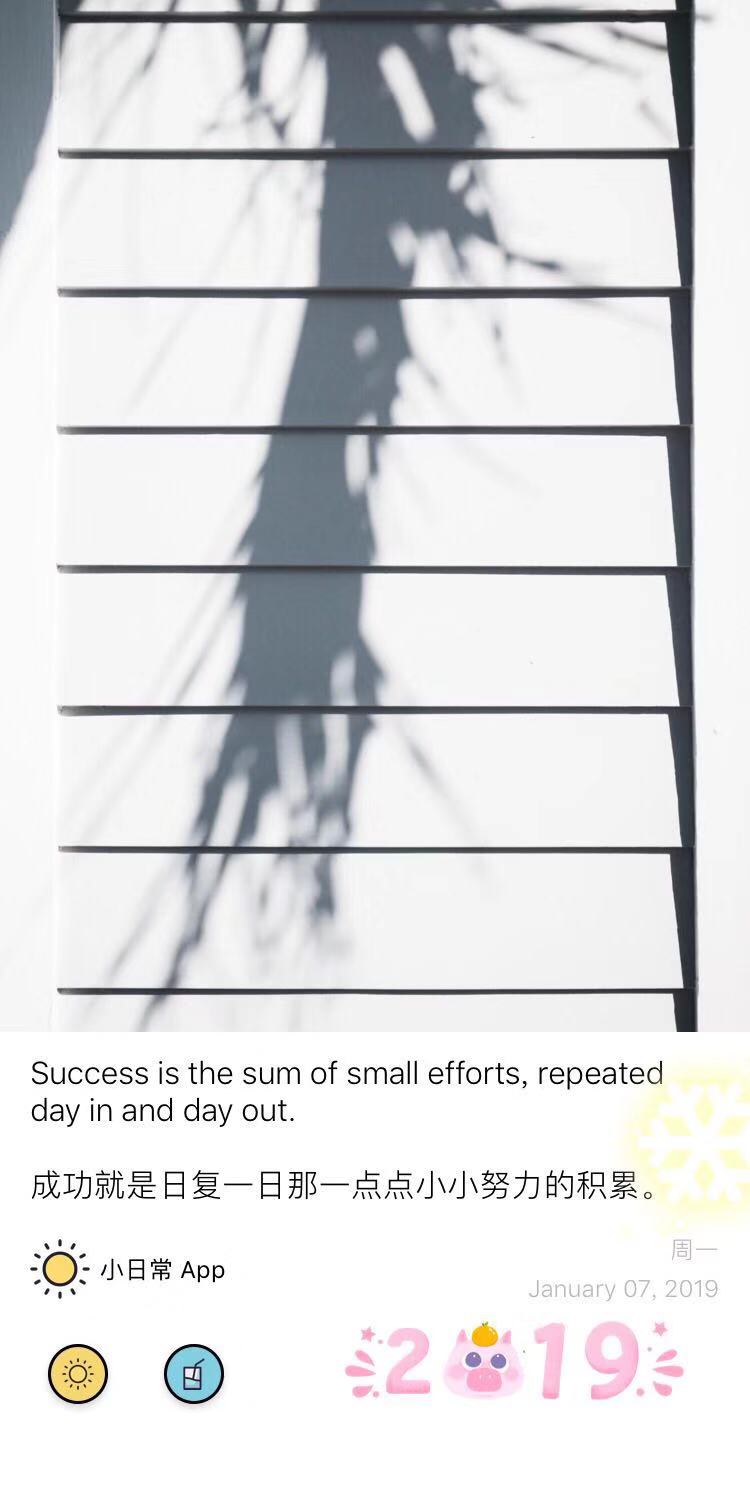 Success is the sum of small efforts, repeated
day in and day out.
成功就是日复一日那一点点小小努力的积累。
周一
小日常 App
January 07, 2019
2019